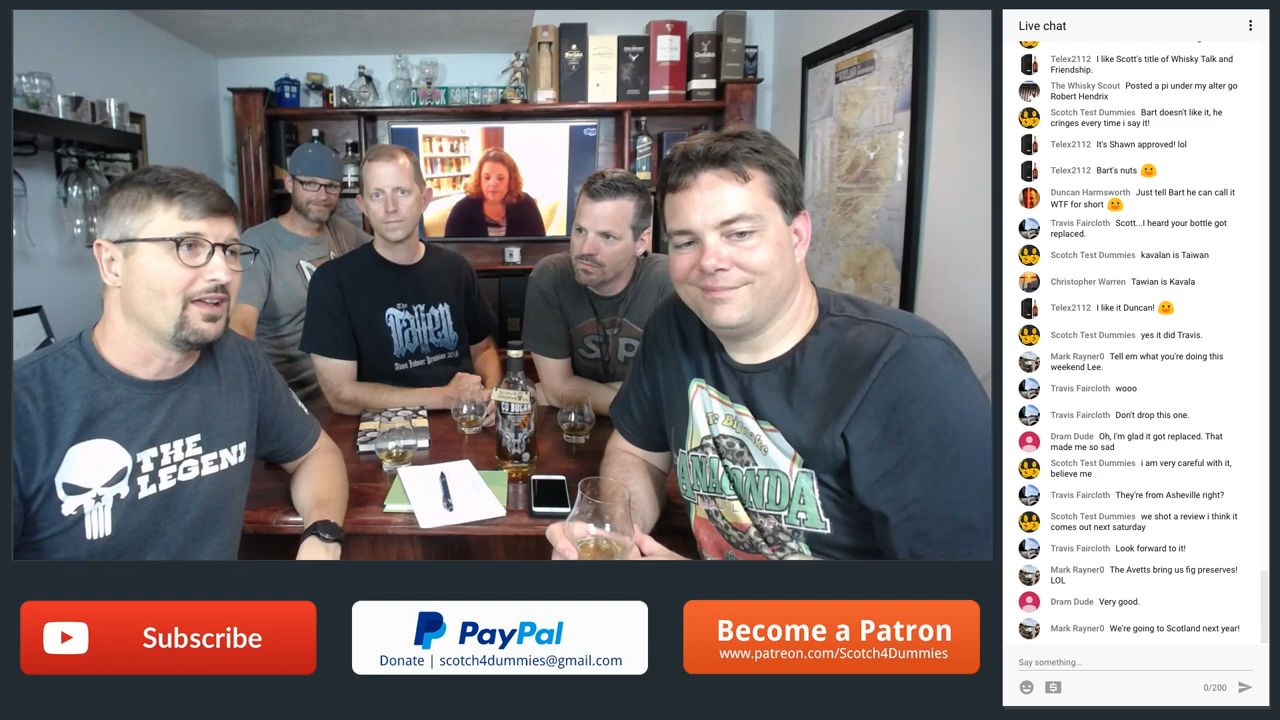 THE
LEGEND
The
Fallen
ANACONDA
Subscribe
PayPal
Donate | scotch4dummies@gmail.com
Become a Patron
www.patreon.com/Scotch4Dummies
Live chat
Telex2112 I like Scott's title of Whisky Talk and
Friendship.
The Whisky Scout Posted a pi under my alter go
Robert Hendrix
Scotch Test Dummies Bart doesn't like it, he
cringes every time i say it!
Telex2112 It's Shawn approved! lol
Telex2112 Bart's nuts
Duncan Harmsworth Just tell Bart he can call it
WTF for short
Travis Faircloth Scott...I heard your bottle got
replaced.
Scotch Test Dummies kavalan is Taiwan
Christopher Warren Tawian is Kavala
Telex2112 I like it Duncan!
Scotch Test Dummies yes it did Travis.
Mark Rayner0 Tell em what you're doing this
weekend Lee.
Travis Faircloth wooo
Travis Faircloth Don't drop this one.
Dram Dude Oh, I'm glad it got replaced. That
made me so sad
Scotch Test Dummies i am very careful with it,
believe me
Travis Faircloth They're from Asheville right?
Scotch Test Dummies we shot a review i think it
comes out next saturday
Travis Faircloth Look forward to it!
Mark Rayner0 The Avetts bring us fig preserves!
LOL
Dram Dude Very good.
Mark Rayner0 We're going to Scotland next year!
Say something...
0/200